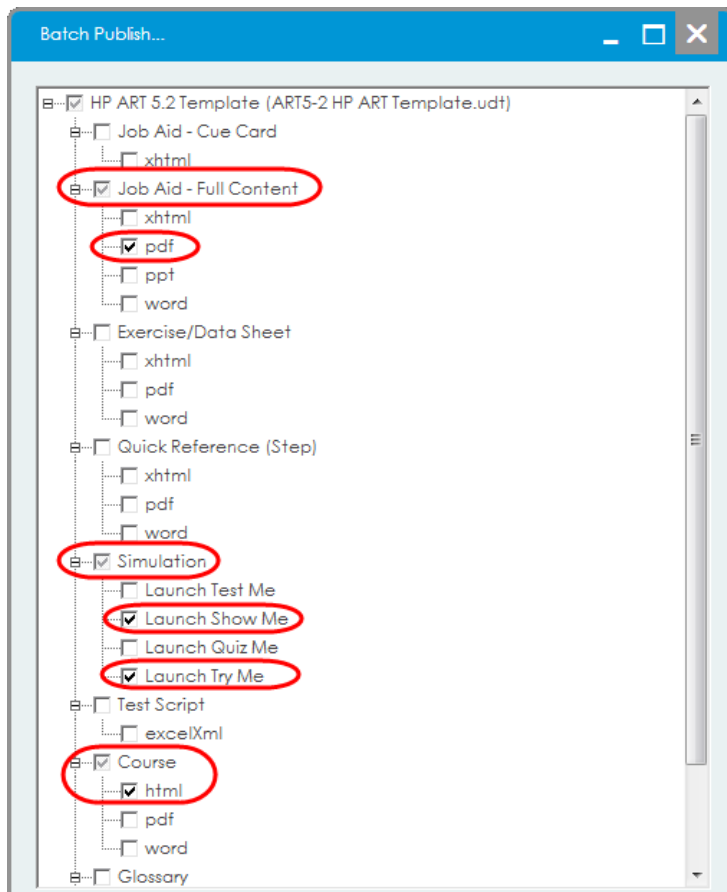 Batch Publish...
HP ART 5.2 Template (ART5-2 HP ART Template.udt)
Job Aid - Cue Card
xhtml
Job Aid - Full Content
xhtml
pdf
ppt
word
Exercise/Data Sheet
xhtml
pdf
word
Quick Reference (Step)
xhtml
pdf
word
Simulation
Launch Test Me
Launch Show Me
Launch Quiz Me
Launch Try Me
Test Script
excelXml
Course
html
pdf
word
Glossary